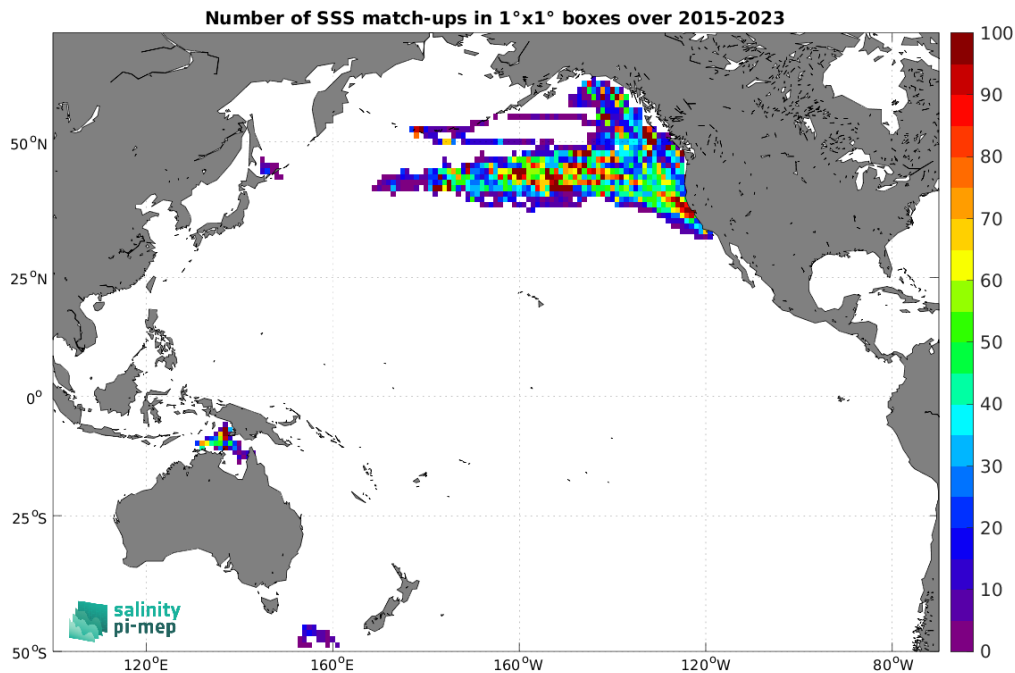 Number of SSS match-ups in 1°x1° boxes over 2015-2023
50°N
25°N
0°
25°S
50°S
120°E
160°E
160°W
120°W
80°W
100
90
80
70
60
50
40
30
20
10
0
salinity
pi-mep